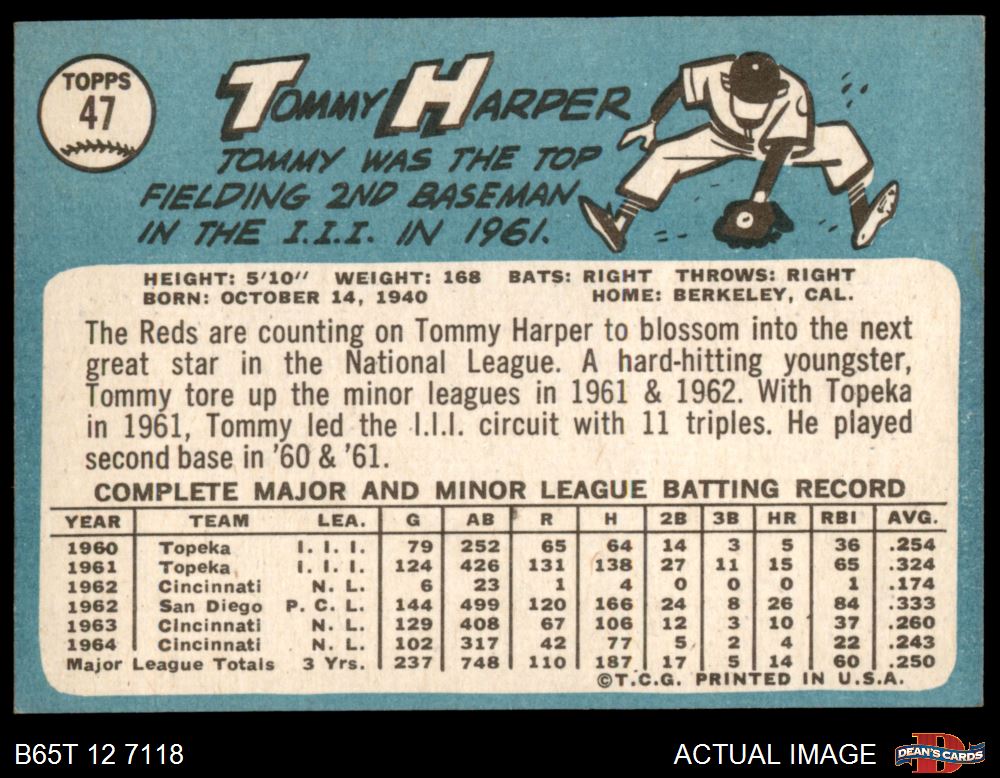 TOPPS
47
TOMMY HARPER
TOMMY WAS THE TOP
FIELDING 2ND BASEMAN
IN THE I.I.I. IN 1961.
HEIGHT: 5'10" WEIGHT: 168 BATS: RIGHT THROWS: RIGHT
BORN: OCTOBER 14, 1940 HOME: BERKELEY, CAL.
The Reds are counting on Tommy Harper to blossom into the next
great star in the National League. A hard-hitting youngster,
Tommy tore up the minor leagues in 1961 & 1962. With Topeka
in 1961, Tommy led the I.I.I. circuit with 11 triples. He played
second base in '60 & '61.
COMPLETE MAJOR AND MINOR LEAGUE BATTING RECORD
YEAR TEAM LEA. G AB R H 2B 3B HR RBI AVG.
1960 Topeka I. I. I. 79 252 65 64 14 3 5 36 .254
1961 Topeka I. I. I. 124 426 131 138 27 11 15 65 .324
1962 Cincinnati N. L. 6 23 1 4 0 0 0 1 .174
1962 San Diego P. C. L. 144 499 120 166 24 8 26 84 .333
1963 Cincinnati N. L. 129 408 67 106 12 3 10 37 .260
1964 Cincinnati N. L. 102 317 42 77 5 2 4 22 .243
Major League Totals 3 Yrs. 237 748 110 187 17 5 14 60 .250
©T.C.G. PRINTED IN U.S.A.
B65T 12 7118 ACTUAL IMAGE
D
DEAN'S CARDS